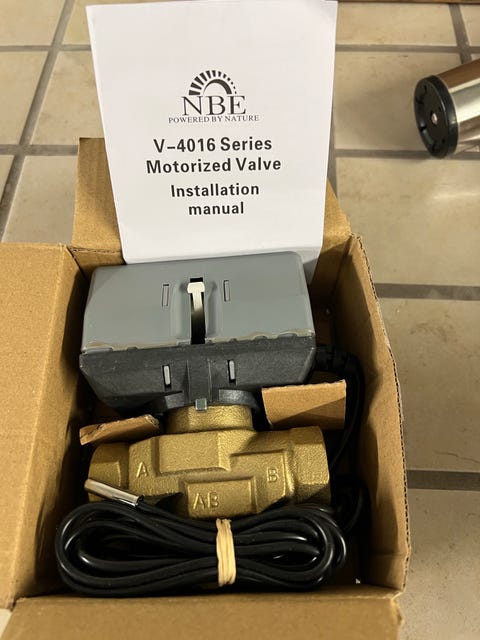 NBE
POWERED BY NATURE
V-4016 Series
Motorized Valve
Installation
manual
A
B
AB